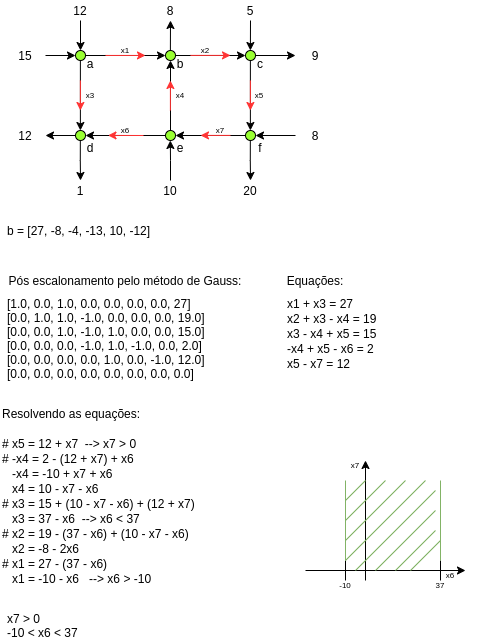 12 8 5
15 x1 x2 9
a b c
x3 x4 x5
12 x6 x7 8
d e f
1 10 20
b = [27, -8, -4, -13, 10, -12]
Pós escalonamento pelo método de Gauss:
[1.0, 0.0, 1.0, 0.0, 0.0, 0.0, 0.0, 27]
[0.0, 1.0, 1.0, -1.0, 0.0, 0.0, 0.0, 19.0]
[0.0, 0.0, 1.0, -1.0, 1.0, 0.0, 0.0, 15.0]
[0.0, 0.0, 0.0, -1.0, 1.0, -1.0, 0.0, 2.0]
[0.0, 0.0, 0.0, 0.0, 1.0, 0.0, -1.0, 12.0]
[0.0, 0.0, 0.0, 0.0, 0.0, 0.0, 0.0, 0.0]
Equações:
x1 + x3 = 27
x2 + x3 - x4 = 19
x3 - x4 + x5 = 15
-x4 + x5 - x6 = 2
x5 - x7 = 12
Resolvendo as equações:
# x5 = 12 + x7 --> x7 > 0
# -x4 = 2 - (12 + x7) + x6
-x4 = -10 + x7 + x6
x4 = 10 - x7 - x6
# x3 = 15 + (10 - x7 - x6) + (12 + x7)
x3 = 37 - x6 --> x6 < 37
# x2 = 19 - (37 - x6) + (10 - x7 - x6)
x2 = -8 - 2x6
# x1 = 27 - (37 - x6)
x1 = -10 - x6 --> x6 > -10
x7 > 0
-10 < x6 < 37
x7
x6
-10 37